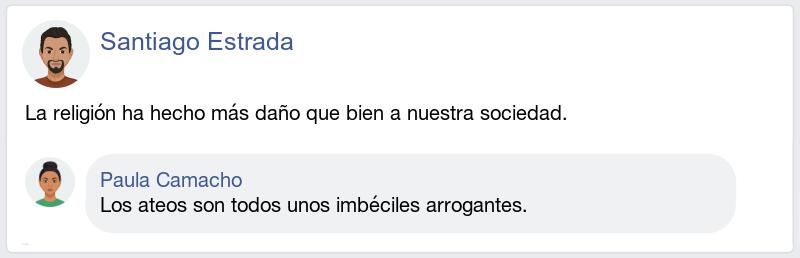 Santiago Estrada
La religión ha hecho más daño que bien a nuestra sociedad.
Paula Camacho
Los ateos son todos unos imbéciles arrogantes.